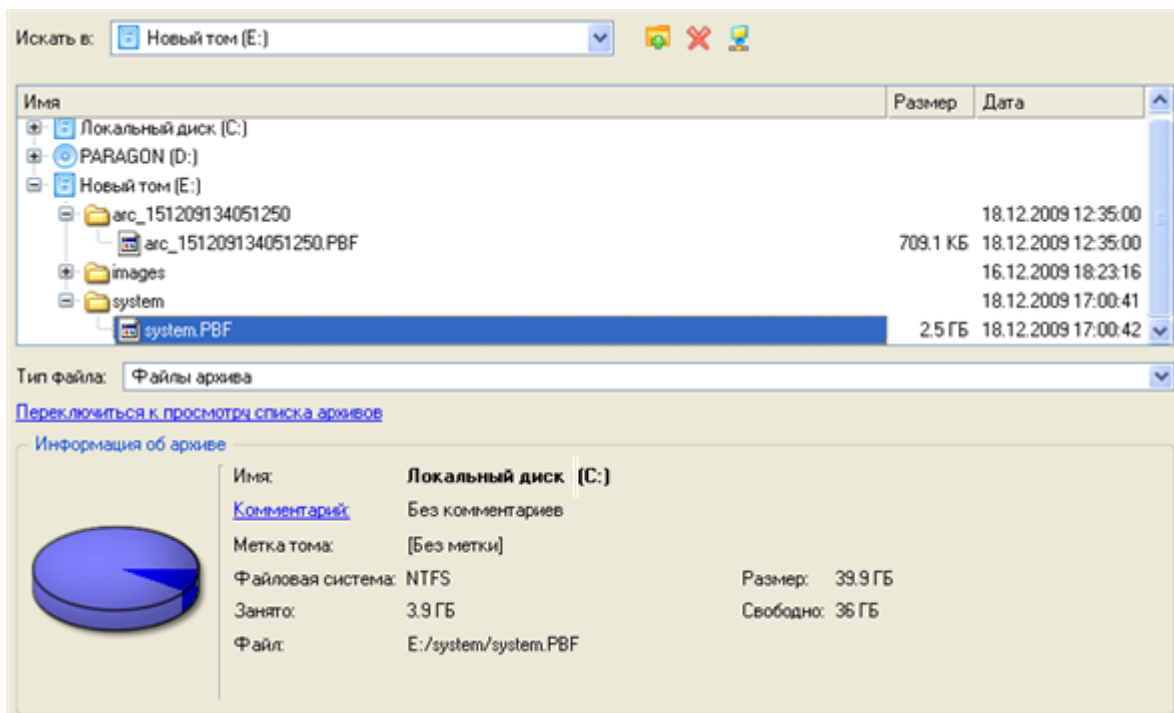 Искать в: Новый том (E:)
Имя Размер Дата
Локальный диск (C:)
PARAGON (D:)
Новый том (E:)
arc_151209134051250 18.12.2009 12:35:00
arc_151209134051250.PBF 709.1 КБ 18.12.2009 12:35:00
images 16.12.2009 18:23:16
system 18.12.2009 17:00:41
system.PBF 2.5 ГБ 18.12.2009 17:00:42
Тип файла: Файлы архива
Переключиться к просмотру списка архивов
Информация об архиве
Имя: Локальный диск (C:)
Комментарий: Без комментариев
Метка тома: [Без метки]
Файловая система: NTFS Размер: 39.9 ГБ
Занято: 3.9 ГБ Свободно: 36 ГБ
Файл: E:/system/system.PBF